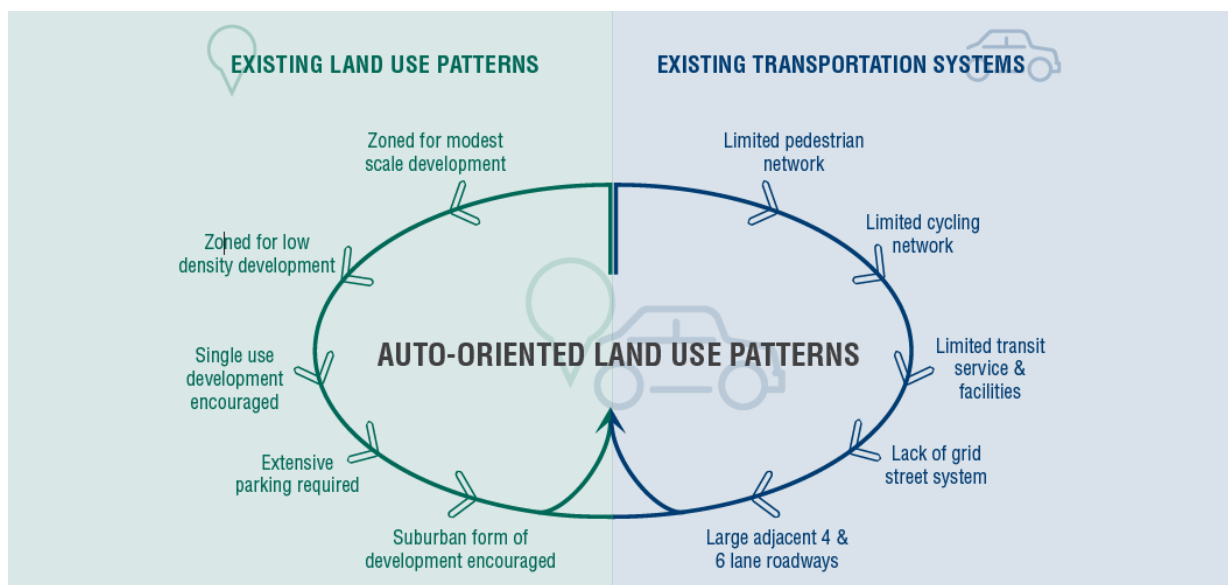 EXISTING LAND USE PATTERNS
Zoned for modest
scale development
Zoned for low
density development
Single use
development
encouraged
Extensive
parking required
Suburban form of
development encouraged
EXISTING TRANSPORTATION SYSTEMS
Limited pedestrian
network
Limited cycling
network
Limited transit
service &
facilities
Lack of grid
street system
Large adjacent 4 &
6 lane roadways
AUTO-ORIENTED LAND USE PATTERNS